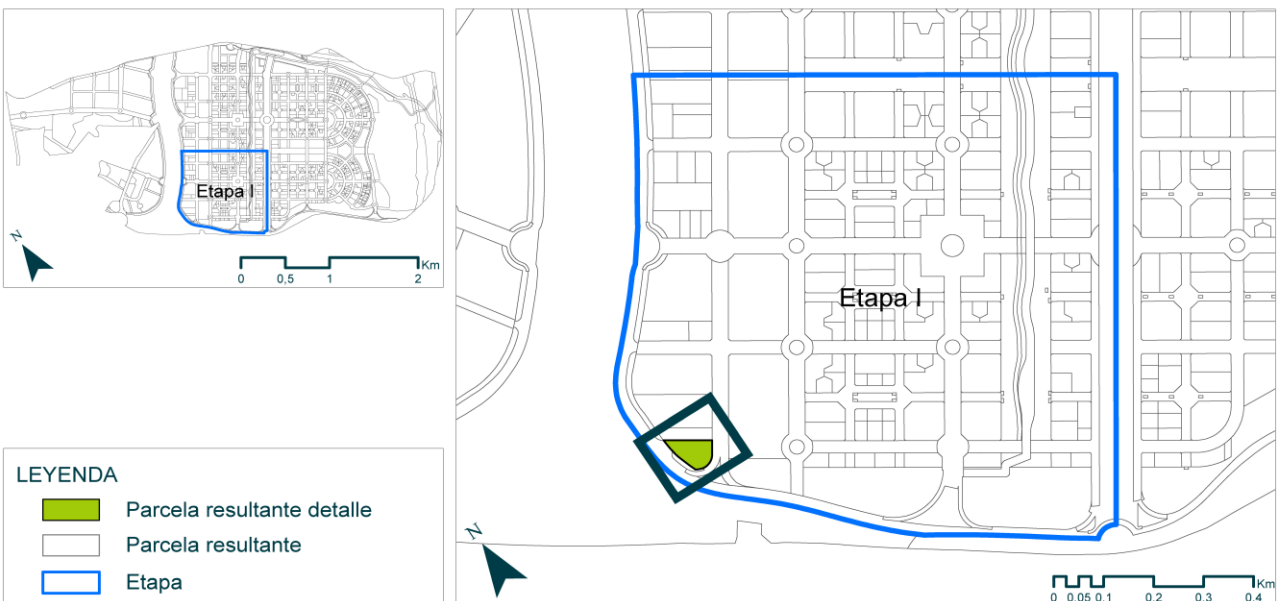 Etapa I
N
Km
0 0,5 1 2
LEYENDA
Parcela resultante detalle
Parcela resultante
Etapa
Etapa I
N
Km
0 0,05 0,1 0,2 0,3 0,4